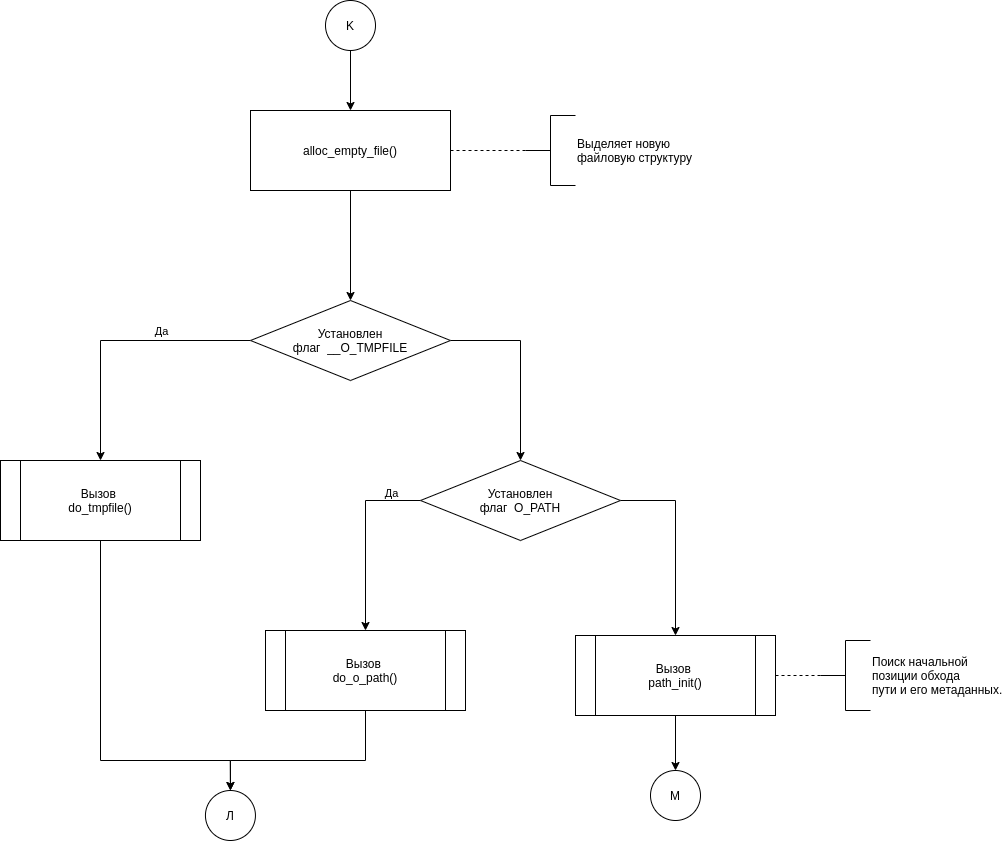 К
alloc_empty_file()
Выделяет новую
файловую структуру
Установлен
флаг __O_TMPFILE
Да
Вызов
do_tmpfile()
Установлен
флаг O_PATH
Да
Вызов
do_o_path()
Вызов
path_init()
Поиск начальной
позиции обхода
пути и его метаданных.
Л
М